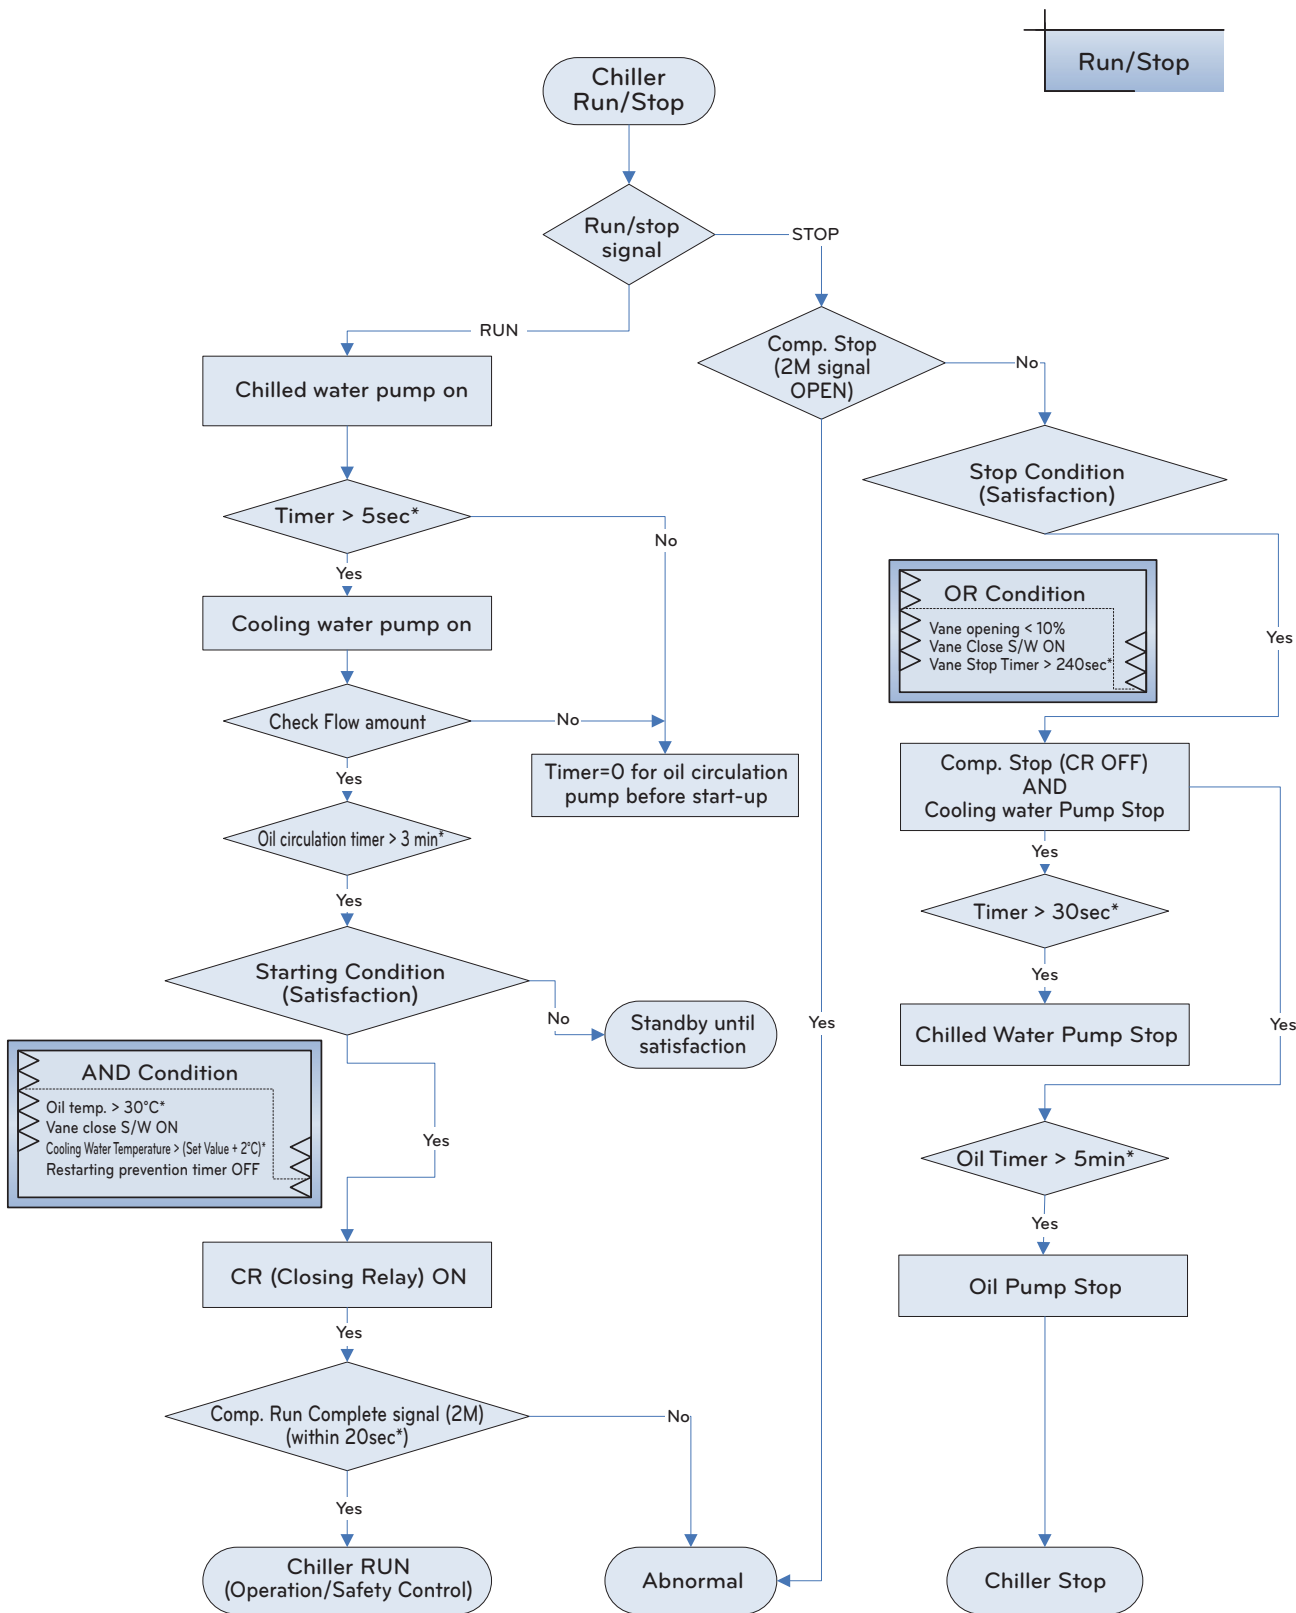 Run/Stop
Chiller
Run/Stop
Run/stop
signal
STOP
RUN
Comp. Stop
(2M signal
OPEN)
No
Chilled water pump on
Stop Condition
(Satisfaction)
Timer > 5sec*
No
Yes
OR Condition
Vane opening < 10%
Vane Close S/W ON
Vane Stop Timer > 240sec*
Yes
Cooling water pump on
Check Flow amount
No
Yes
Timer=0 for oil circulation
pump before start-up
Comp. Stop (CR OFF)
AND
Cooling water Pump Stop
Oil circulation timer > 3 min*
Yes
Yes
Timer > 30sec*
Starting Condition
(Satisfaction)
Yes
No
Standby until
satisfaction
Yes
Chilled Water Pump Stop
Yes
AND Condition
Oil temp. > 30°C*
Vane close S/W ON
Cooling Water Temperature > (Set Value + 2°C)*
Restarting prevention timer OFF
Yes
Oil Timer > 5min*
Yes
CR (Closing Relay) ON
Oil Pump Stop
Yes
Comp. Run Complete signal (2M)
(within 20sec*)
No
Yes
Chiller RUN
(Operation/Safety Control)
Abnormal
Chiller Stop